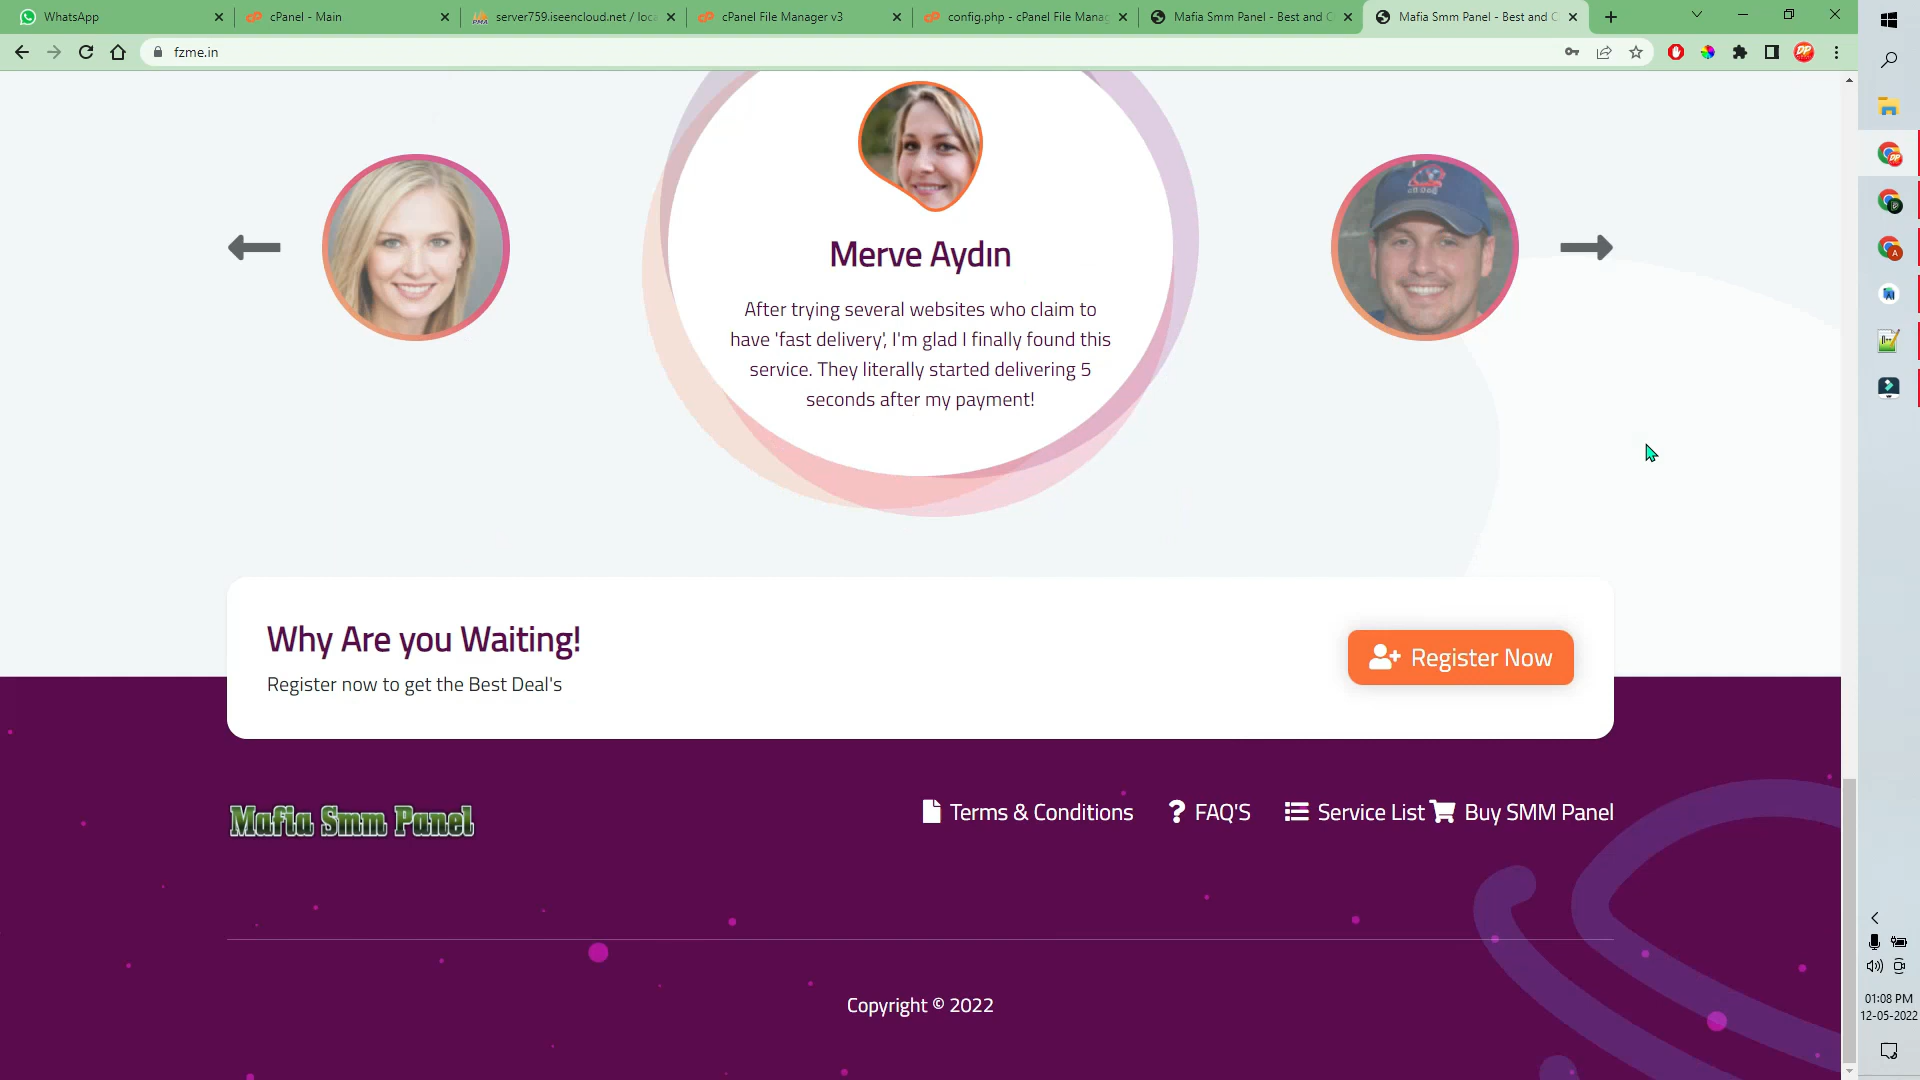 WhatsApp
cPanel - Main
server759.iseencloud.net / loca
cPanel File Manager v3
config.php - cPanel File Manag
Mafia Smm Panel - Best and C
Mafia Smm Panel - Best and C
fzme.in
Merve Aydın
After trying several websites who claim to
have 'fast delivery', I'm glad I finally found this
service. They literally started delivering 5
seconds after my payment!
Why Are you Waiting!
Register now to get the Best Deal's
Register Now
Mafia Smm Panel
Terms & Conditions
FAQ'S
Service List
Buy SMM Panel
Copyright © 2022
01:08 PM
12-05-2022